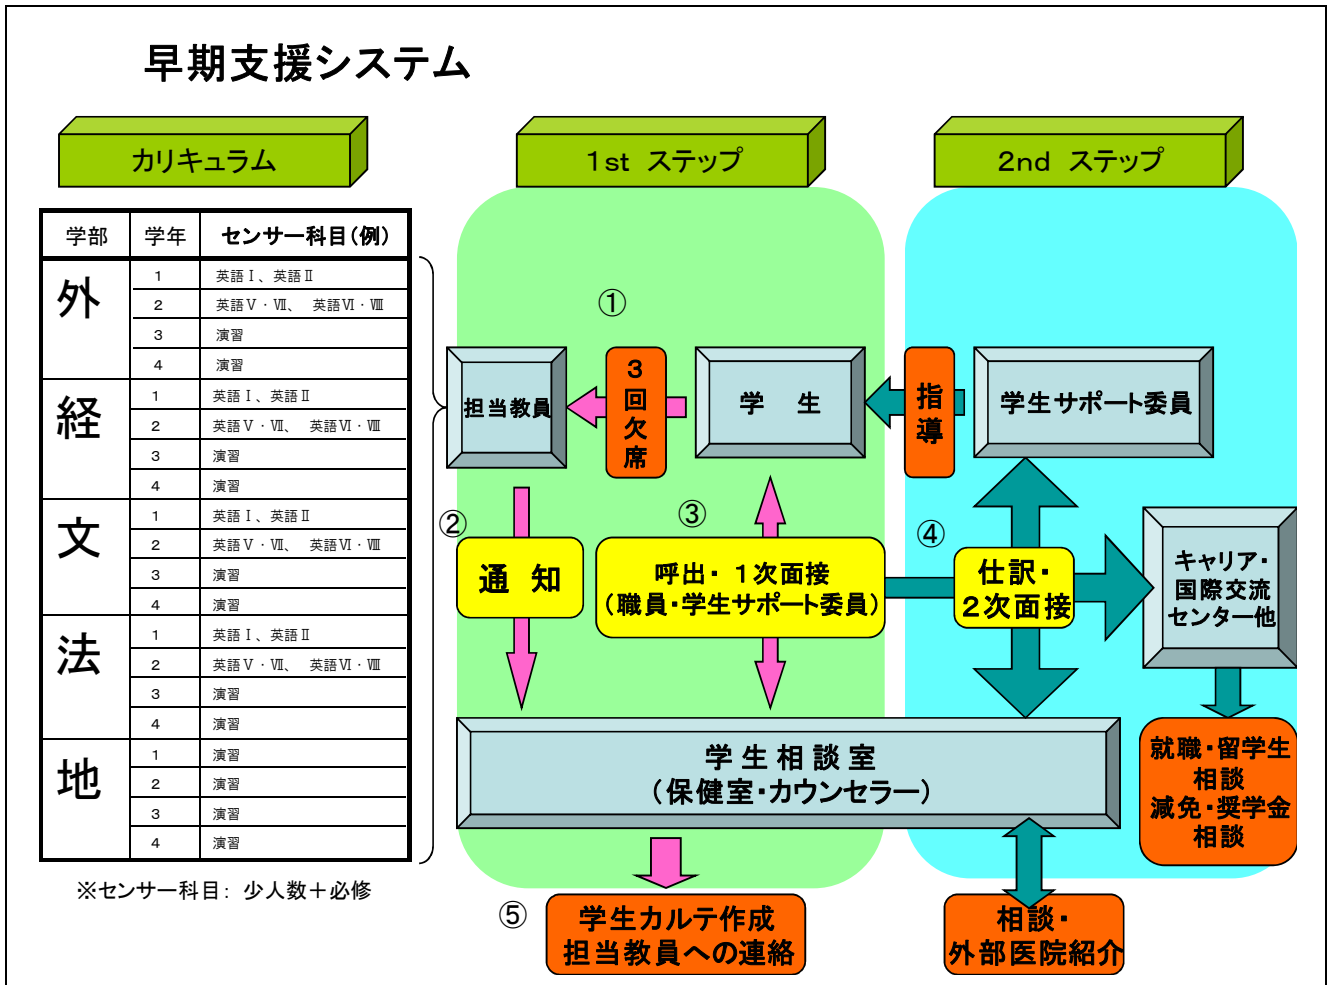 早期支援システム
カリキュラム
1st ステップ
2nd ステップ
学部 学年 センサー科目(例)
外
1 英語Ⅰ、英語Ⅱ
2 英語Ⅴ・Ⅶ、 英語Ⅵ・Ⅷ
3 演習
4 演習
経
1 英語Ⅰ、英語Ⅱ
2 英語Ⅴ・Ⅶ、 英語Ⅵ・Ⅷ
3 演習
4 演習
文
1 英語Ⅰ、英語Ⅱ
2 英語Ⅴ・Ⅶ、 英語Ⅵ・Ⅷ
3 演習
4 演習
法
1 英語Ⅰ、英語Ⅱ
2 英語Ⅴ・Ⅶ、 英語Ⅵ・Ⅷ
3 演習
4 演習
地
1 演習
2 演習
3 演習
4 演習
※センサー科目: 少人数+必修
①
担当教員
3回欠席
学 生
指導
学生サポート委員
②
通知
③
呼出・1次面接
(職員・学生サポート委員)
④
仕訳・
2次面接
キャリア・
国際交流
センター他
学生相談室
(保健室・カウンセラー)
就職・留学生
相談
減免・奨学金
相談
⑤
学生カルテ作成
担当教員への連絡
相談・
外部医院紹介